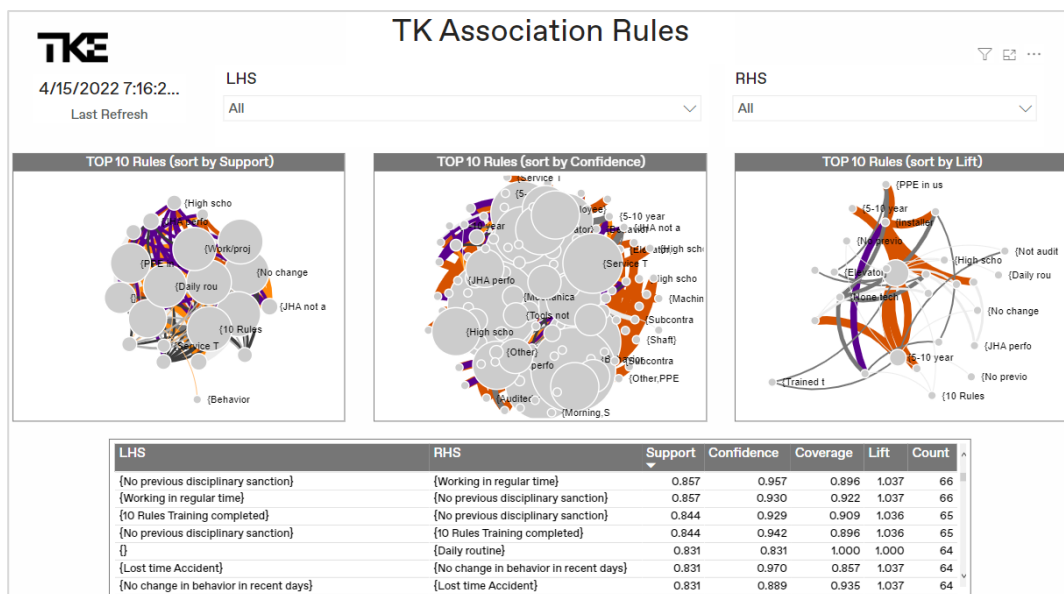 TK Association Rules
TKE
4/15/2022 7:16:2...
Last Refresh
LHS
All
RHS
All
TOP 10 Rules (sort by Support)
{High scho
perfo
{Work/proj
{PPE in
{No change
{Daily rou
{JHA not a
{10 Rules
{Service T
{Behavior
TOP 10 Rules (sort by Confidence)
{Service T
{5-
{5-10 year
{JHA not a
{High scho
{Service T
{JHA perfo
{Machin
{Tools not
{Subcontra
{High scho
{Shaft}
{Other}
perfo
{Other,PPE
{Auditer
{Morning,S
TOP 10 Rules (sort by Lift)
{PPE in us
{5-10 year
{Installer
{No previo
{Not audit
{High scho
{Elevator
{Daily rou
{None tech
{No change
{JHA perfo
{5-10 year
{No previo
{Trained t
{10 Rules
LHS RHS Support Confidence Coverage Lift Count
{No previous disciplinary sanction} {Working in regular time} 0.857 0.957 0.896 1.037 66
{Working in regular time} {No previous disciplinary sanction} 0.857 0.930 0.922 1.037 66
{10 Rules Training completed} {No previous disciplinary sanction} 0.844 0.929 0.909 1.036 65
{No previous disciplinary sanction} {10 Rules Training completed} 0.844 0.942 0.896 1.036 65
{} {Daily routine} 0.831 0.831 1.000 1.000 64
{Lost time Accident} {No change in behavior in recent days} 0.831 0.970 0.857 1.037 64
{No change in behavior in recent days} {Lost time Accident} 0.831 0.889 0.935 1.037 64